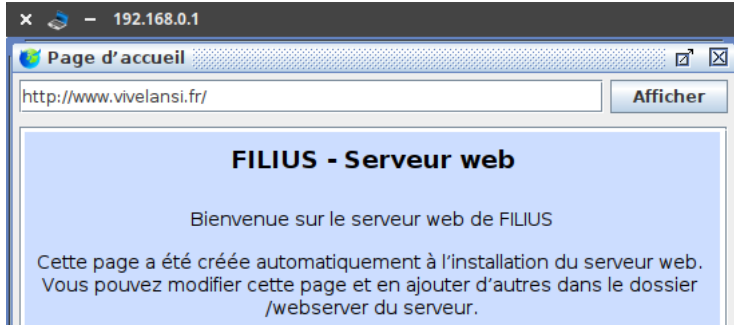 192.168.0.1
Page d'accueil
http://www.vivelansi.fr/
Afficher
FILIUS - Serveur web
Bienvenue sur le serveur web de FILIUS
Cette page a été créée automatiquement à l'installation du serveur web.
Vous pouvez modifier cette page et en ajouter d'autres dans le dossier
/webserver du serveur.